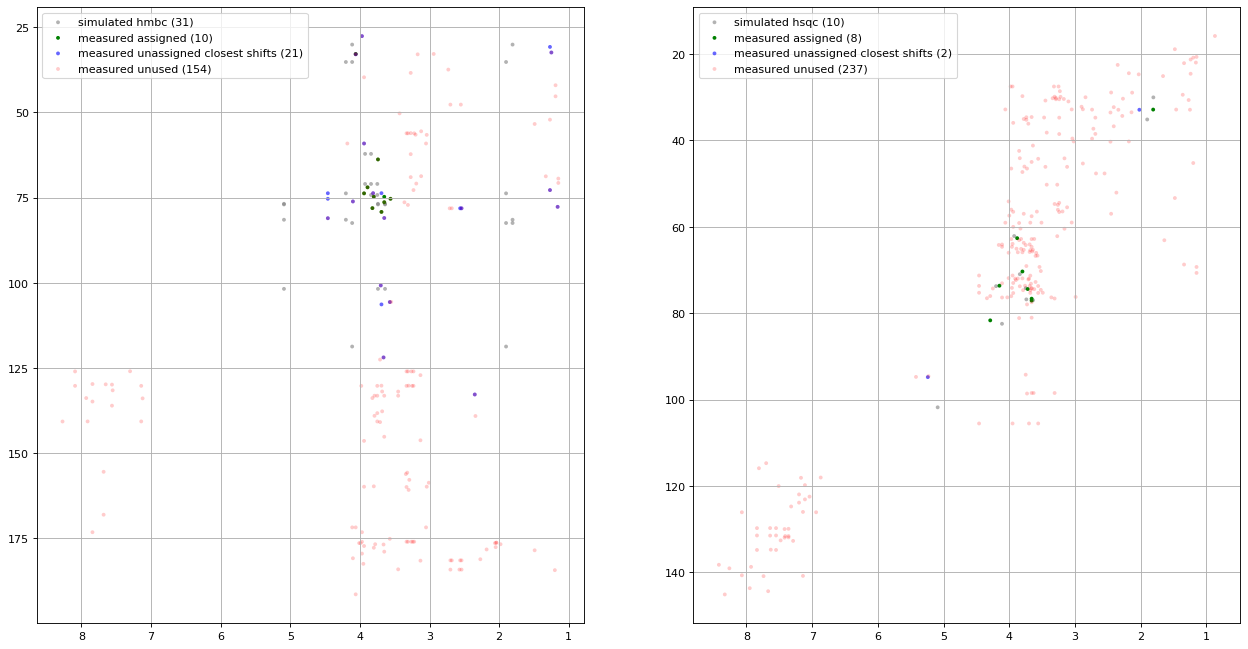 simulated hmbc (31)
measured assigned (10)
measured unassigned closest shifts (21)
measured unused (154)
25
50
75
100
125
150
175
8 7 6 5 4 3 2 1
simulated hsqc (10)
measured assigned (8)
measured unassigned closest shifts (2)
measured unused (237)
20
40
60
80
100
120
140
8 7 6 5 4 3 2 1